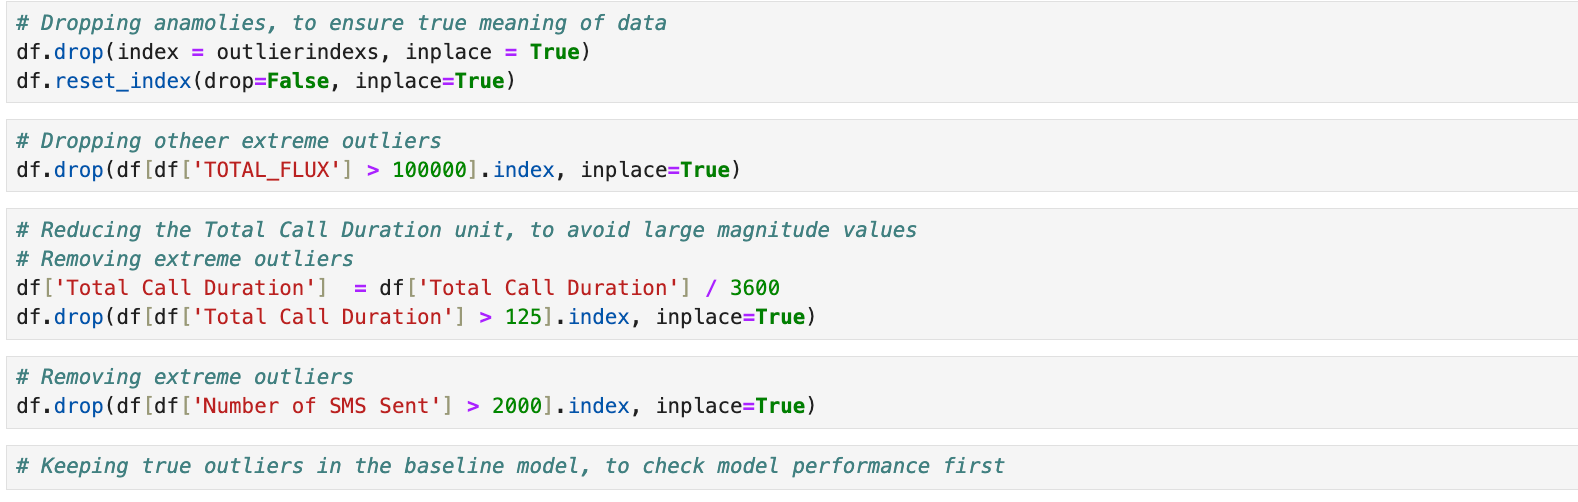 # Dropping anamolies, to ensure true meaning of data
df.drop(index = outlierindexs, inplace = True)
df.reset_index(drop=False, inplace=True)
# Dropping otheer extreme outliers
df.drop(df[df['TOTAL_FLUX'] > 100000].index, inplace=True)
# Reducing the Total Call Duration unit, to avoid large magnitude values
# Removing extreme outliers
df['Total Call Duration']  = df['Total Call Duration'] / 3600
df.drop(df[df['Total Call Duration'] > 125].index, inplace=True)
# Removing extreme outliers
df.drop(df[df['Number of SMS Sent'] > 2000].index, inplace=True)
# Keeping true outliers in the baseline model, to check model performance first